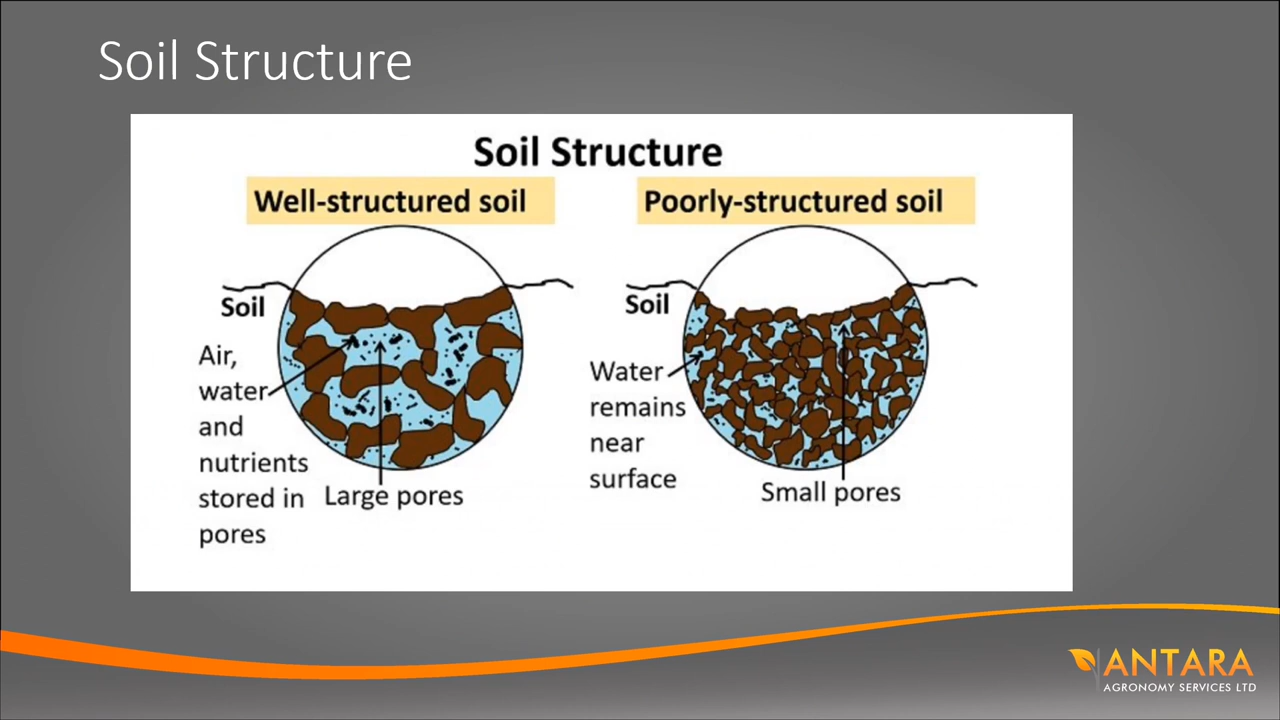 Soil Structure
Soil Structure
Well-structured soil
Soil
Air,
water
and
nutrients
stored in
pores
Large pores
Poorly-structured soil
Soil
Water
remains
near
surface
Small pores
ANTARA
AGRONOMY SERVICES LTD